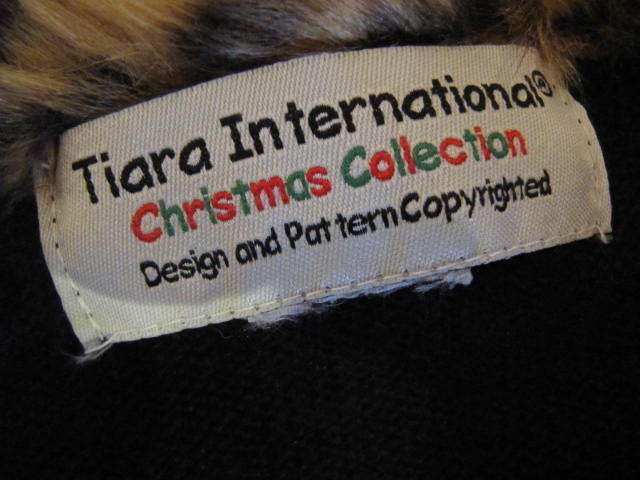 Tiara International®
Christmas Collection
Design and Pattern Copyrighted